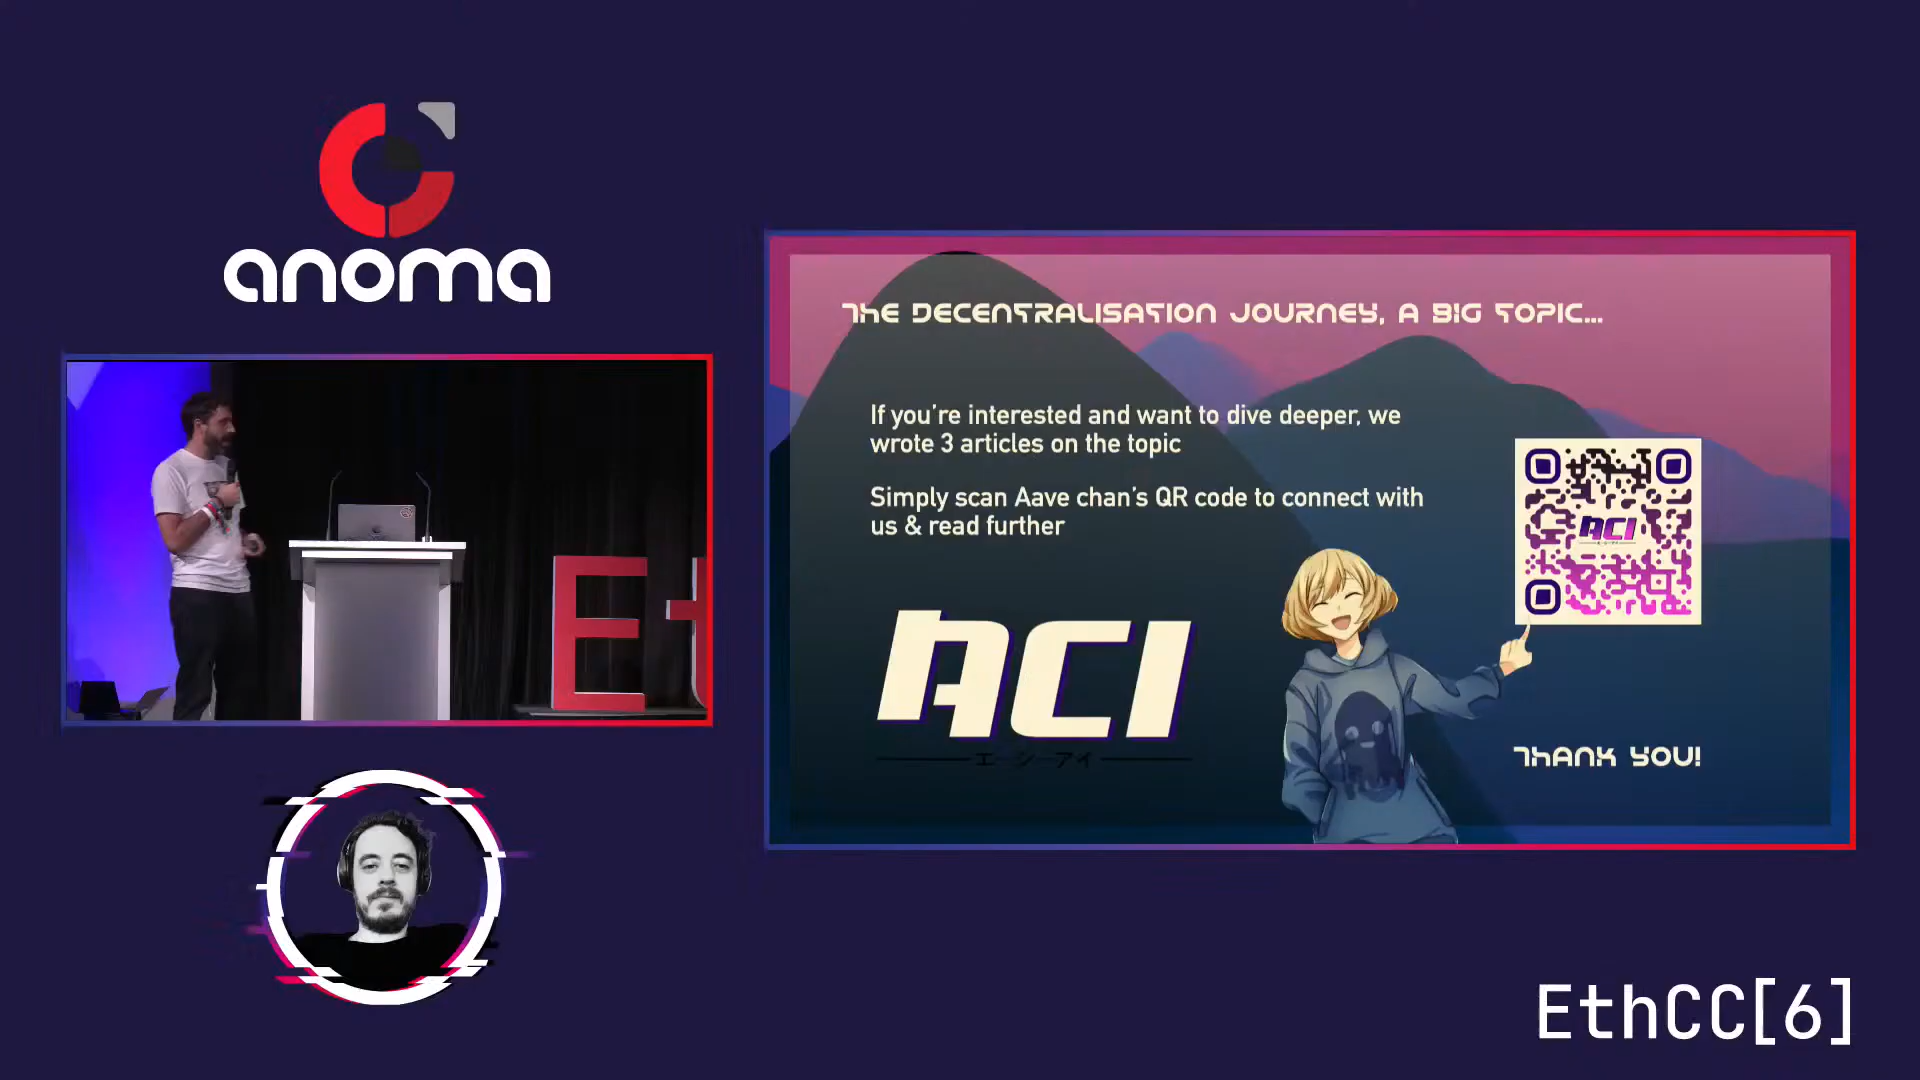 anoma
THE DECENTRALISATION JOURNEY, A BIG TOPIC...
If you're interested and want to dive deeper, we
wrote 3 articles on the topic
Simply scan Aave chan's QR code to connect with
us & read further
ACI
ACI
エーシーアイ
THANK YOU!
E
EthCC[6]